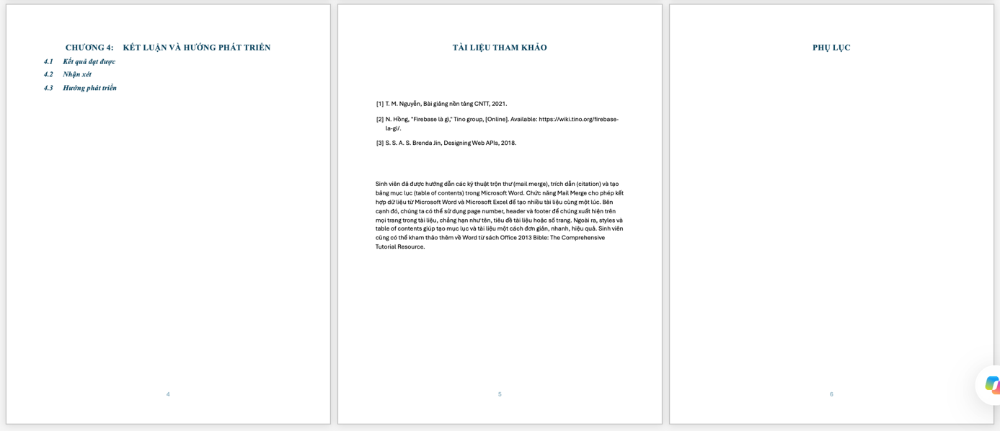 CHƯƠNG 4: KẾT LUẬN VÀ HƯỚNG PHÁT TRIỂN
4.1 Kết quả đạt được
4.2 Nhận xét
4.3 Hướng phát triển
4
TÀI LIỆU THAM KHẢO
[1] T. M. Nguyễn, Bài giảng nền tảng CNTT, 2021.
[2] N. Hồng, "Firebase là gì," Tino group, [Online]. Available: https://wiki.tino.org/firebase-
la-gi/.
[3] S. S. A. S. Brenda Jin, Designing Web APIs, 2018.
Sinh viên đã được hướng dẫn các kỹ thuật trộn thư (mail merge), trích dẫn (citation) và tạo
bảng mục lục (table of contents) trong Microsoft Word. Chức năng Mail Merge cho phép kết
hợp dữ liệu từ Microsoft Word và Microsoft Excel để tạo nhiều tài liệu cùng một lúc. Bên
cạnh đó, chúng ta có thể sử dụng page number, header và footer để chúng xuất hiện trên
mọi trang trong tài liệu, chẳng hạn như tên, tiêu đề tài liệu hoặc số trang. Ngoài ra, styles và
table of contents giúp tạo mục lục và tài liệu một cách đơn giản, nhanh, hiệu quả. Sinh viên
cũng có thể kham thảo thêm về Word từ sách Office 2013 Bible: The Comprehensive
Tutorial Resource.
5
PHỤ LỤC
6